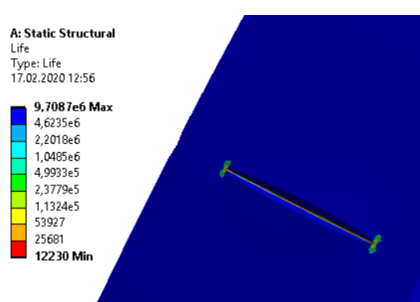 A: Static Structural
Life
Type: Life
17.02.2020 12:56
9,7087e6 Max
4,6235e6
2,2018e6
1,0485e6
4,9933e5
2,3779e5
1,1324e5
53927
25681
12230 Min